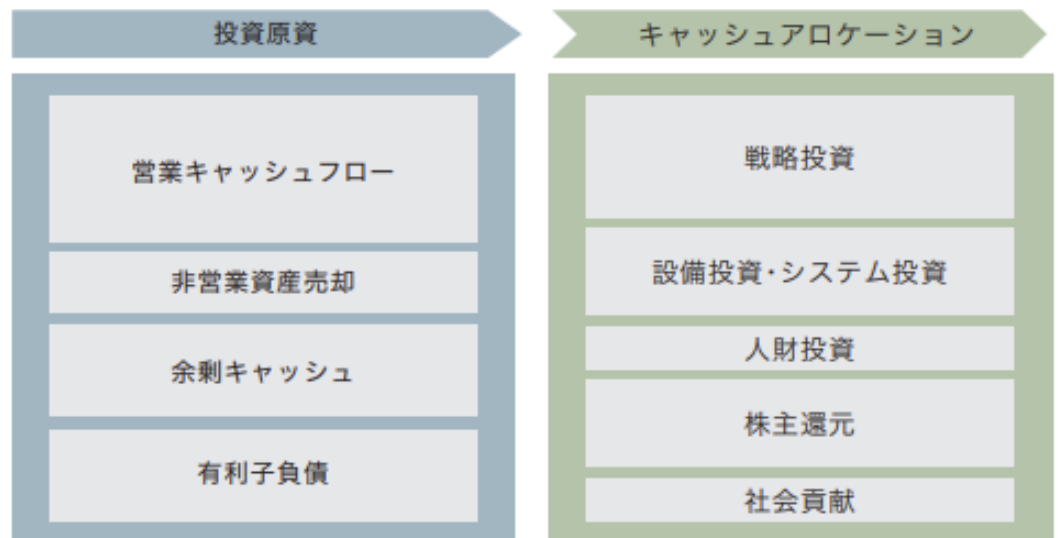 投資原資
営業キャッシュフロー
非営業資産売却
余剰キャッシュ
有利子負債
キャッシュアロケーション
戦略投資
設備投資・システム投資
人財投資
株主還元
社会貢献